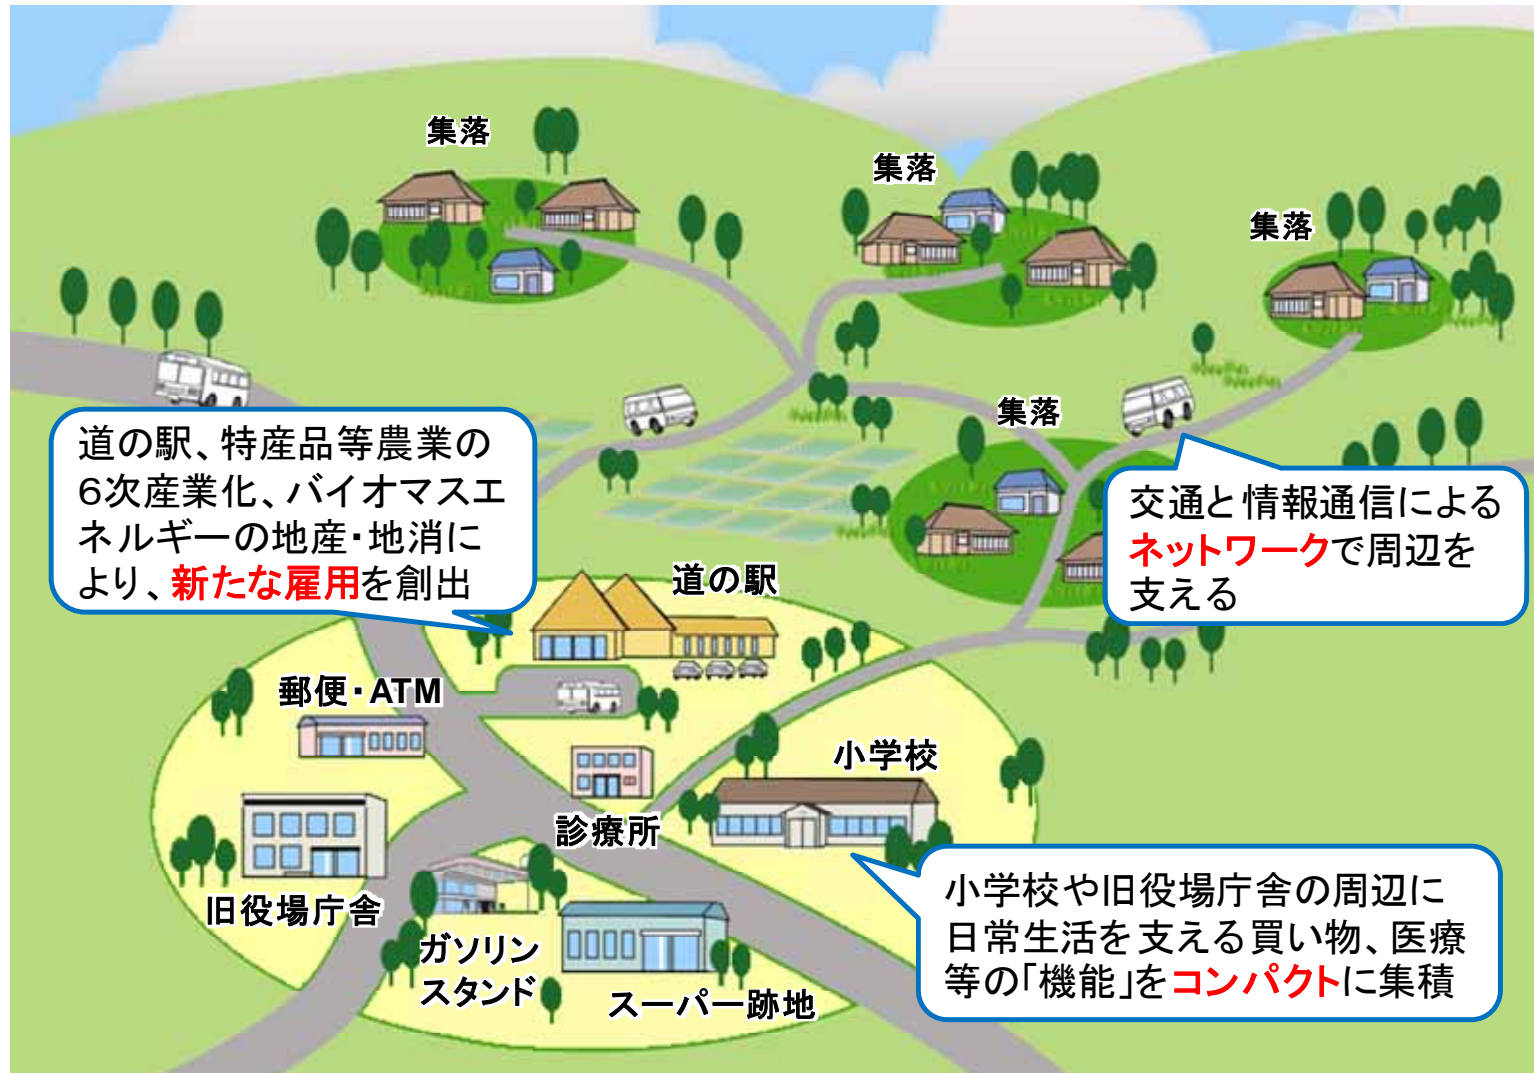 集落
集落
集落
集落
道の駅、特産品等農業の
６次産業化、バイオマスエ
ネルギーの地産・地消に
より、新たな雇用を創出
交通と情報通信による
ネットワークで周辺を
支える
道の駅
郵便・ATM
小学校
診療所
旧役場庁舎
ガソリン
スタンド
スーパー跡地
小学校や旧役場庁舎の周辺に
日常生活を支える買い物、医療
等の「機能」をコンパクトに集積